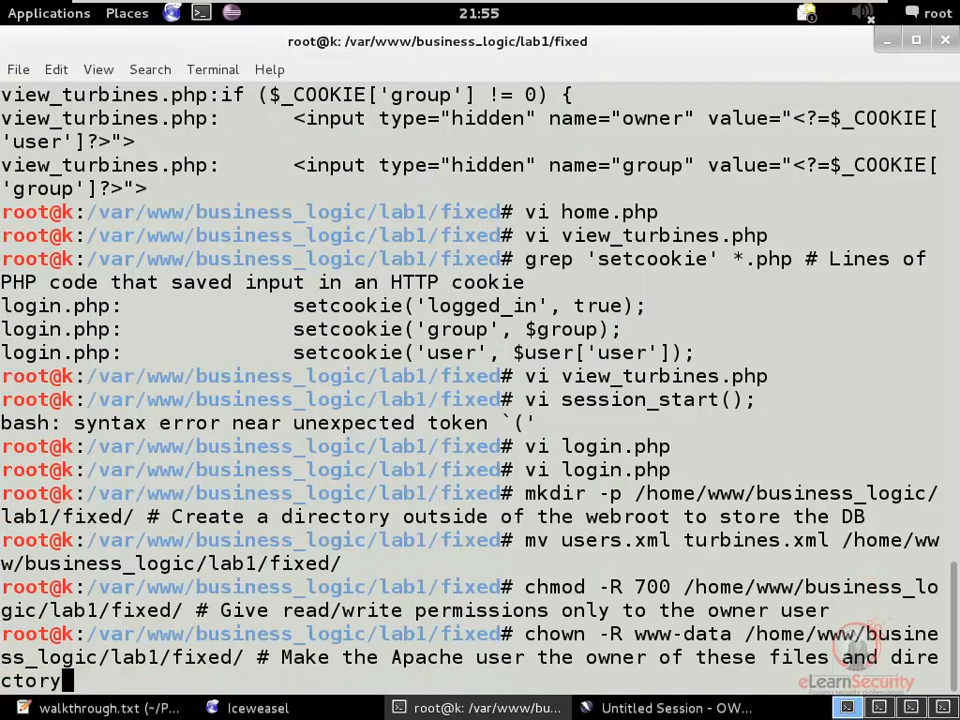 Applications Places 21:55 root
root@k: /var/www/business_logic/lab1/fixed
File Edit View Search Terminal Help
view_turbines.php:if ($_COOKIE['group'] != 0) {
view_turbines.php:      <input type="hidden" name="owner" value="<?=$_COOKIE[
'user']?>">
view_turbines.php:      <input type="hidden" name="group" value="<?=$_COOKIE[
'group']?>">
root@k:/var/www/business_logic/lab1/fixed# vi home.php
root@k:/var/www/business_logic/lab1/fixed# vi view_turbines.php
root@k:/var/www/business_logic/lab1/fixed# grep 'setcookie' *.php # Lines of
PHP code that saved input in an HTTP cookie
login.php:              setcookie('logged_in', true);
login.php:              setcookie('group', $group);
login.php:              setcookie('user', $user['user']);
root@k:/var/www/business_logic/lab1/fixed# vi view_turbines.php
root@k:/var/www/business_logic/lab1/fixed# vi session_start();
bash: syntax error near unexpected token `('
root@k:/var/www/business_logic/lab1/fixed# vi login.php
root@k:/var/www/business_logic/lab1/fixed# vi login.php
root@k:/var/www/business_logic/lab1/fixed# mkdir -p /home/www/business_logic/
lab1/fixed/ # Create a directory outside of the webroot to store the DB
root@k:/var/www/business_logic/lab1/fixed# mv users.xml turbines.xml /home/ww
w/business_logic/lab1/fixed/
root@k:/var/www/business_logic/lab1/fixed# chmod -R 700 /home/www/business_lo
gic/lab1/fixed/ # Give read/write permissions only to the owner user
root@k:/var/www/business_logic/lab1/fixed# chown -R www-data /home/www/busine
ss_logic/lab1/fixed/ # Make the Apache user the owner of these files and dire
ctory
eLearnSecurity
walkthrough.txt (~/P... Iceweasel root@k: /var/www/bu... Untitled Session - OW...